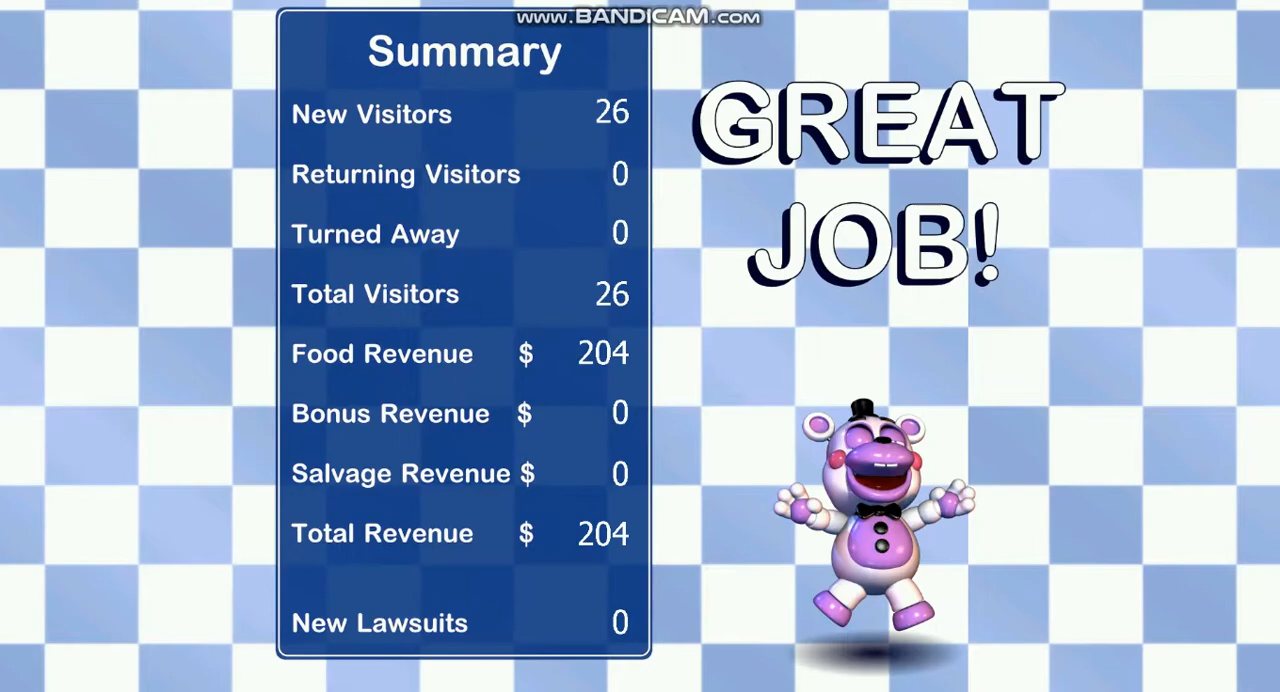 www.BANDICAM.com
Summary
New Visitors 26
Returning Visitors 0
Turned Away 0
Total Visitors 26
Food Revenue $ 204
Bonus Revenue $ 0
Salvage Revenue $ 0
Total Revenue $ 204
New Lawsuits 0
GREAT
JOB!